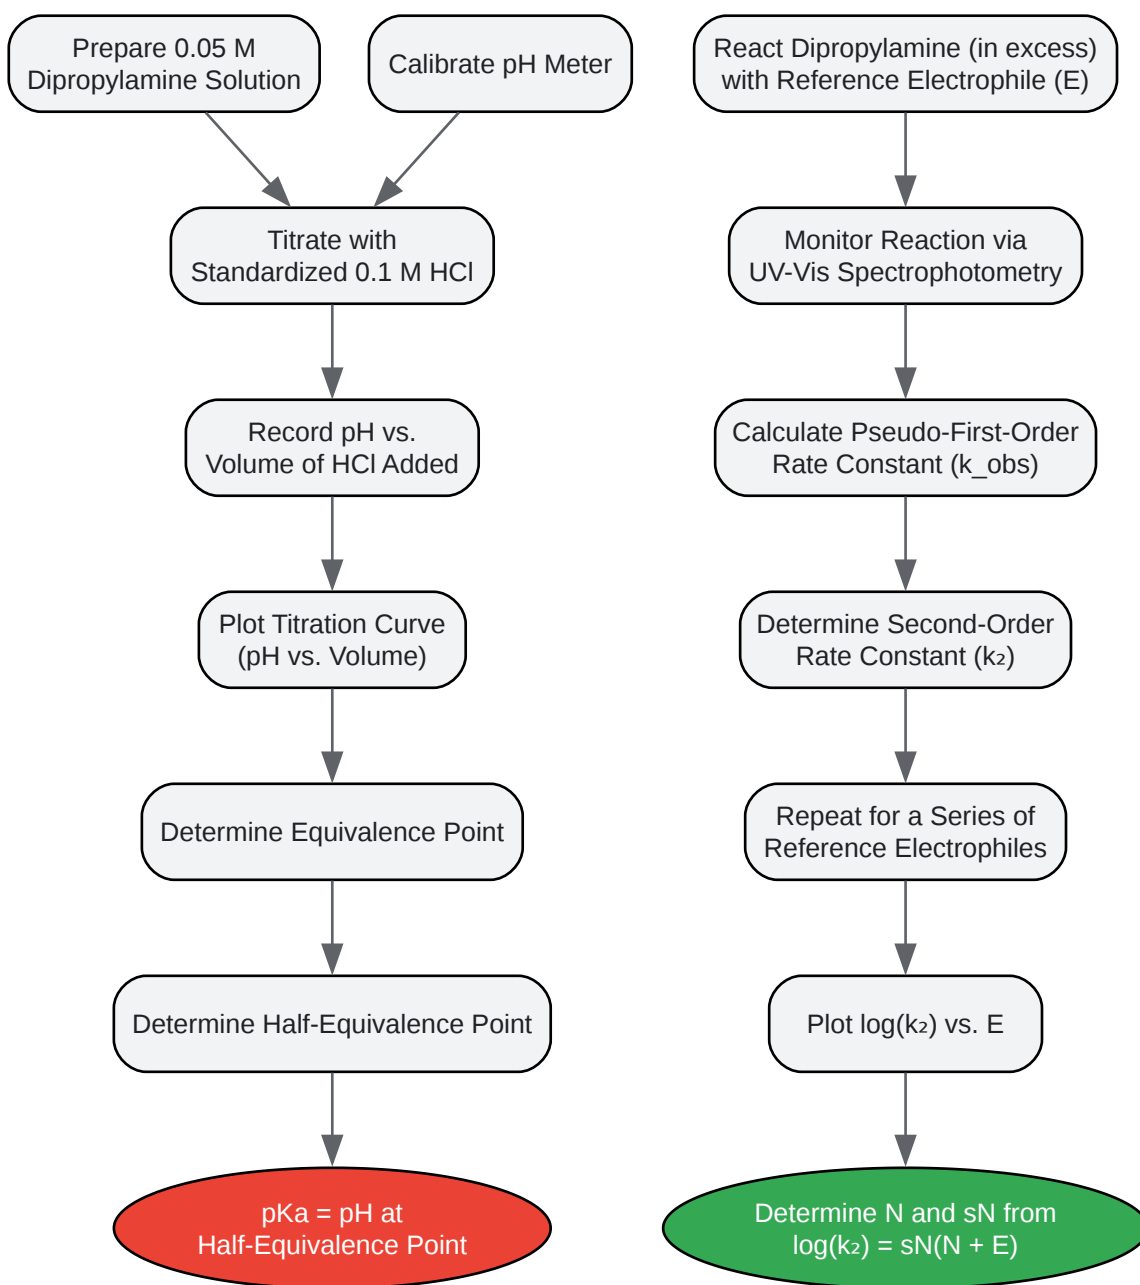 Prepare 0.05 M
Dipropylamine Solution
Calibrate pH Meter
Titrate with
Standardized 0.1 M HCl
Record pH vs.
Volume of HCl Added
Plot Titration Curve
(pH vs. Volume)
Determine Equivalence Point
Determine Half-Equivalence Point
pKa = pH at
Half-Equivalence Point
React Dipropylamine (in excess)
with Reference Electrophile (E)
Monitor Reaction via
UV-Vis Spectrophotometry
Calculate Pseudo-First-Order
Rate Constant (k_obs)
Determine Second-Order
Rate Constant (k₂)
Repeat for a Series of
Reference Electrophiles
Plot log(k₂) vs. E
Determine N and sN from
log(k₂) = sN(N + E)